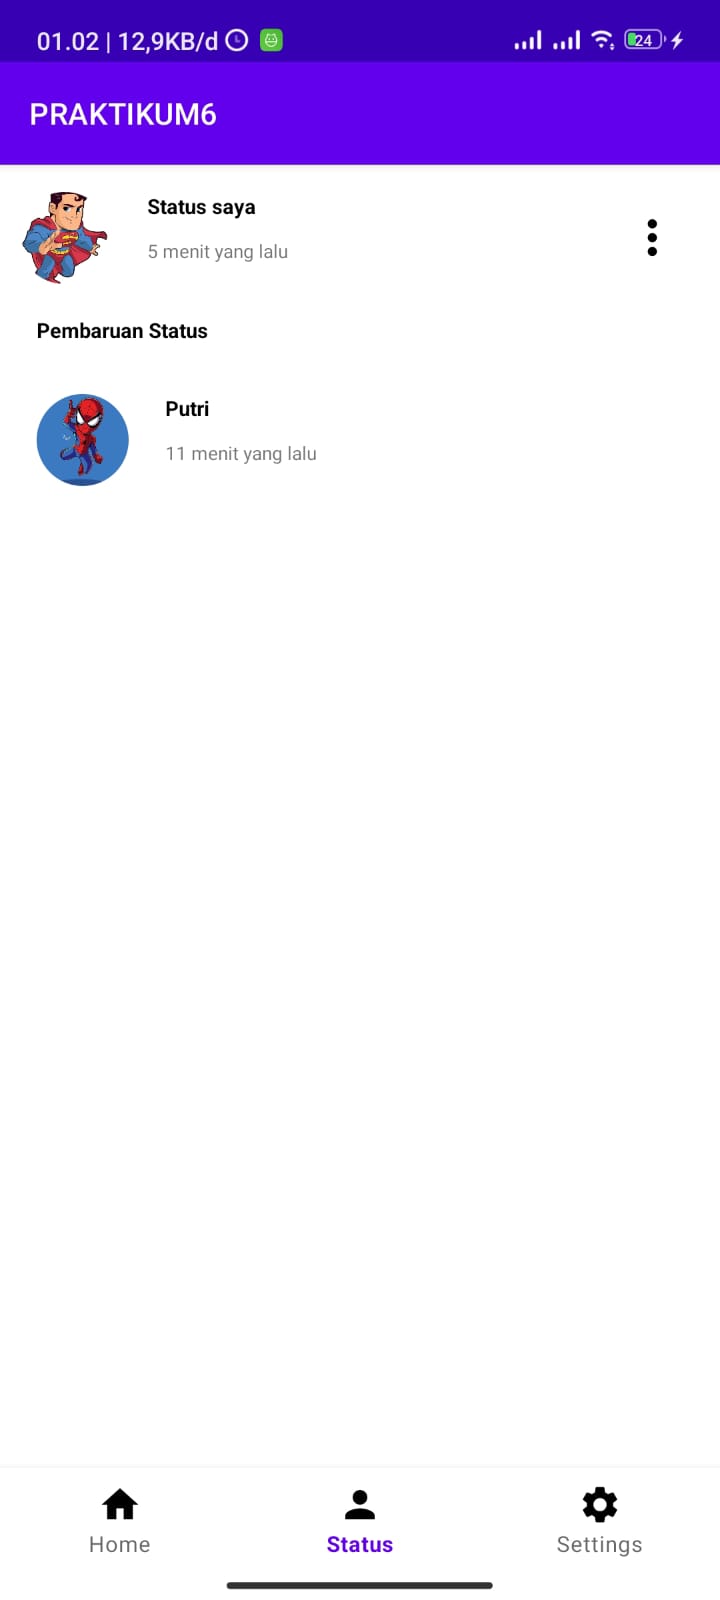 01.02 | 12,9KB/d
24
PRAKTIKUM6
Status saya
5 menit yang lalu
Pembaruan Status
Putri
11 menit yang lalu
Home
Status
Settings